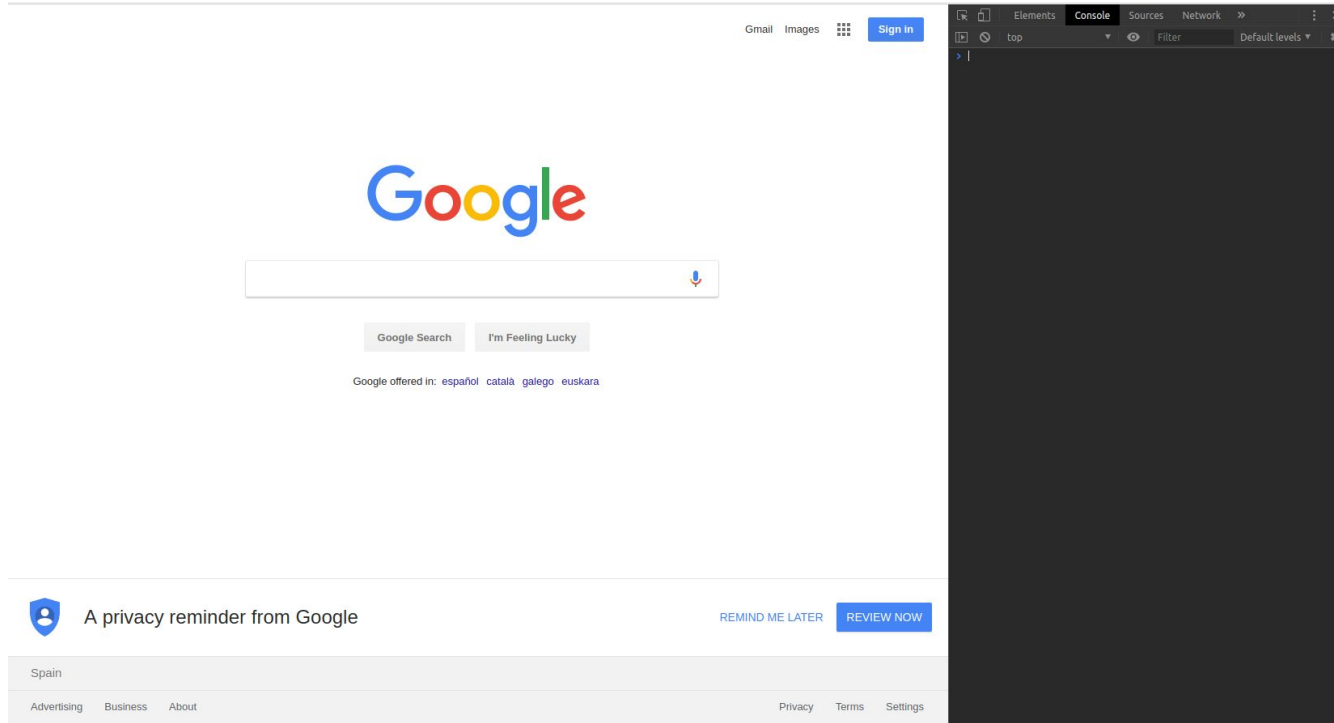 Gmail Images Sign in
Google
Google Search I'm Feeling Lucky
Google offered in: español català galego euskara
A privacy reminder from Google REMIND ME LATER REVIEW NOW
Spain
Advertising Business About Privacy Terms Settings
Elements Console Sources Network »
top Filter Default levels